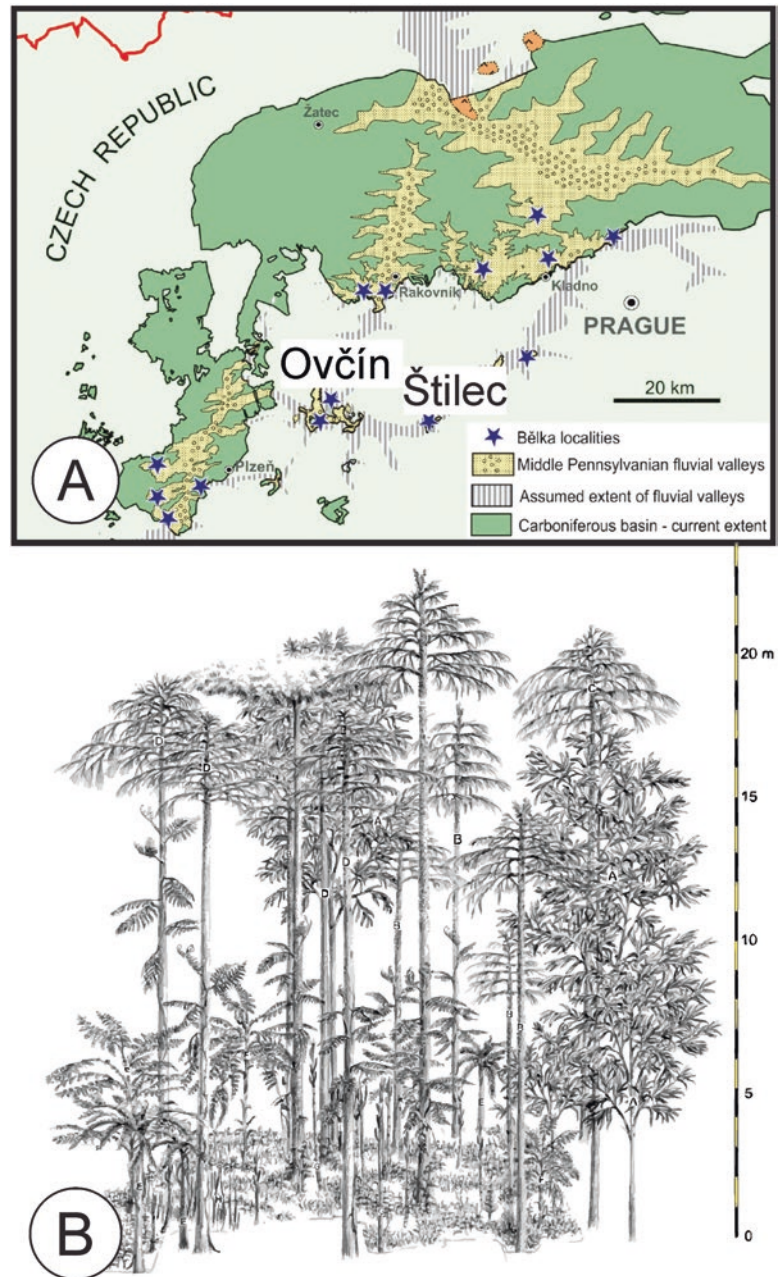 CZECH REPUBLIC
Žatec
Rakovník
Kladno
PRAGUE
Ovčín
Štilec
20 km
Plzeň
A
Bělka localities
Middle Pennsylvanian fluvial valleys
Assumed extent of fluvial valleys
Carboniferous basin - current extent
20 m
C
D
D
A
15
B
D
A
D
B
10
B
B
5
E
A
E
E
E
0
B